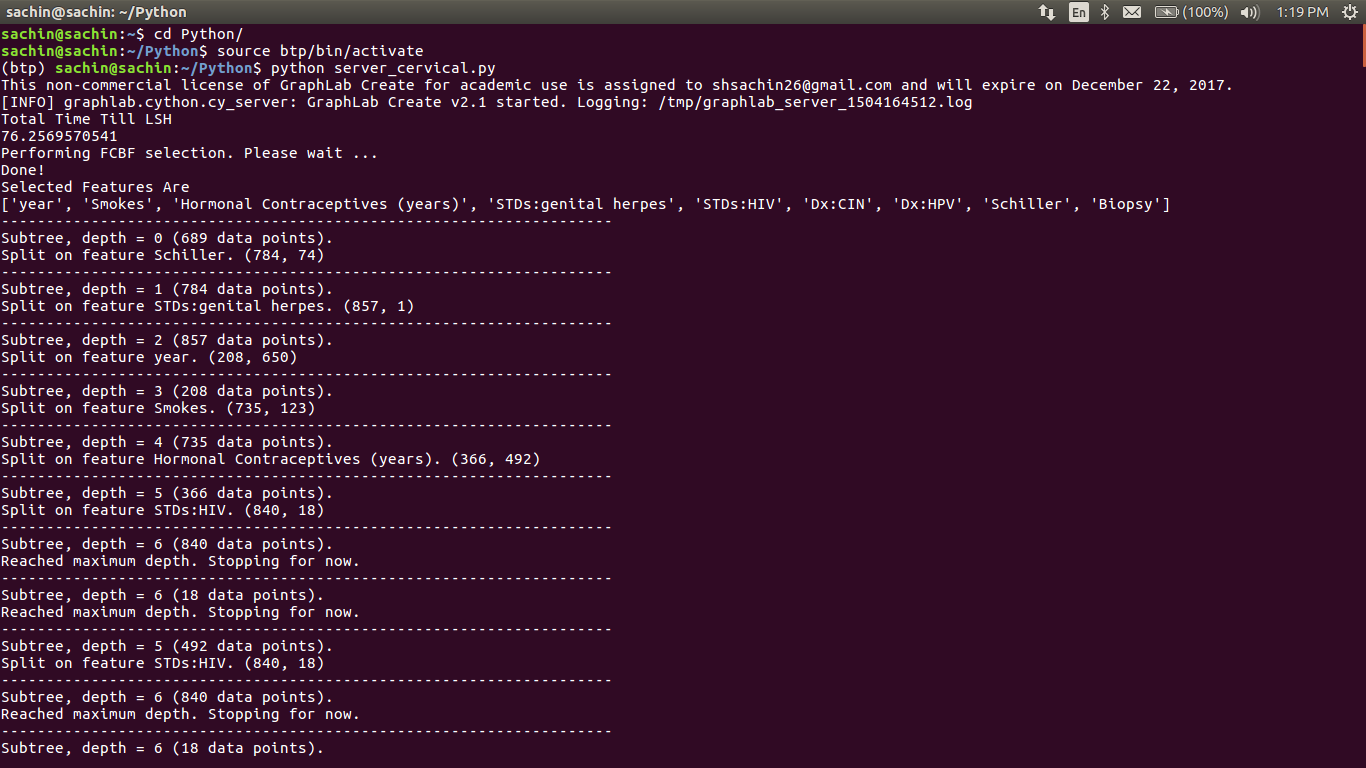 sachin@sachin: ~/Python
En
(100%)
1:19 PM
sachin@sachin:~$ cd Python/
sachin@sachin:~/Python$ source btp/bin/activate
(btp) sachin@sachin:~/Python$ python server_cervical.py
This non-commercial license of GraphLab Create for academic use is assigned to shsachin26@gmail.com and will expire on December 22, 2017.
[INFO] graphlab.cython.cy_server: GraphLab Create v2.1 started. Logging: /tmp/graphlab_server_1504164512.log
Total Time Till LSH
76.2569570541
Performing FCBF selection. Please wait ...
Done!
Selected Features Are
['year', 'Smokes', 'Hormonal Contraceptives (years)', 'STDs:genital herpes', 'STDs:HIV', 'Dx:CIN', 'Dx:HPV', 'Schiller', 'Biopsy']
--------------------------------------------------------------------
Subtree, depth = 0 (689 data points).
Split on feature Schiller. (784, 74)
--------------------------------------------------------------------
Subtree, depth = 1 (784 data points).
Split on feature STDs:genital herpes. (857, 1)
--------------------------------------------------------------------
Subtree, depth = 2 (857 data points).
Split on feature year. (208, 650)
--------------------------------------------------------------------
Subtree, depth = 3 (208 data points).
Split on feature Smokes. (735, 123)
--------------------------------------------------------------------
Subtree, depth = 4 (735 data points).
Split on feature Hormonal Contraceptives (years). (366, 492)
--------------------------------------------------------------------
Subtree, depth = 5 (366 data points).
Split on feature STDs:HIV. (840, 18)
--------------------------------------------------------------------
Subtree, depth = 6 (840 data points).
Reached maximum depth. Stopping for now.
--------------------------------------------------------------------
Subtree, depth = 6 (18 data points).
Reached maximum depth. Stopping for now.
--------------------------------------------------------------------
Subtree, depth = 5 (492 data points).
Split on feature STDs:HIV. (840, 18)
--------------------------------------------------------------------
Subtree, depth = 6 (840 data points).
Reached maximum depth. Stopping for now.
--------------------------------------------------------------------
Subtree, depth = 6 (18 data points).